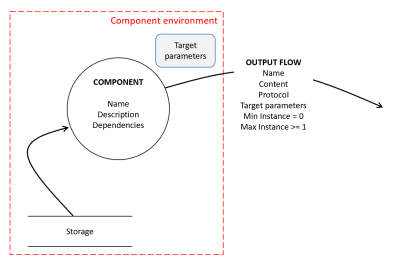 Component environment
Target
parameters
COMPONENT
Name
Description
Dependencies
OUTPUT FLOW
Name
Content
Protocol
Target parameters
Min Instance = 0
Max Instance >= 1
Storage